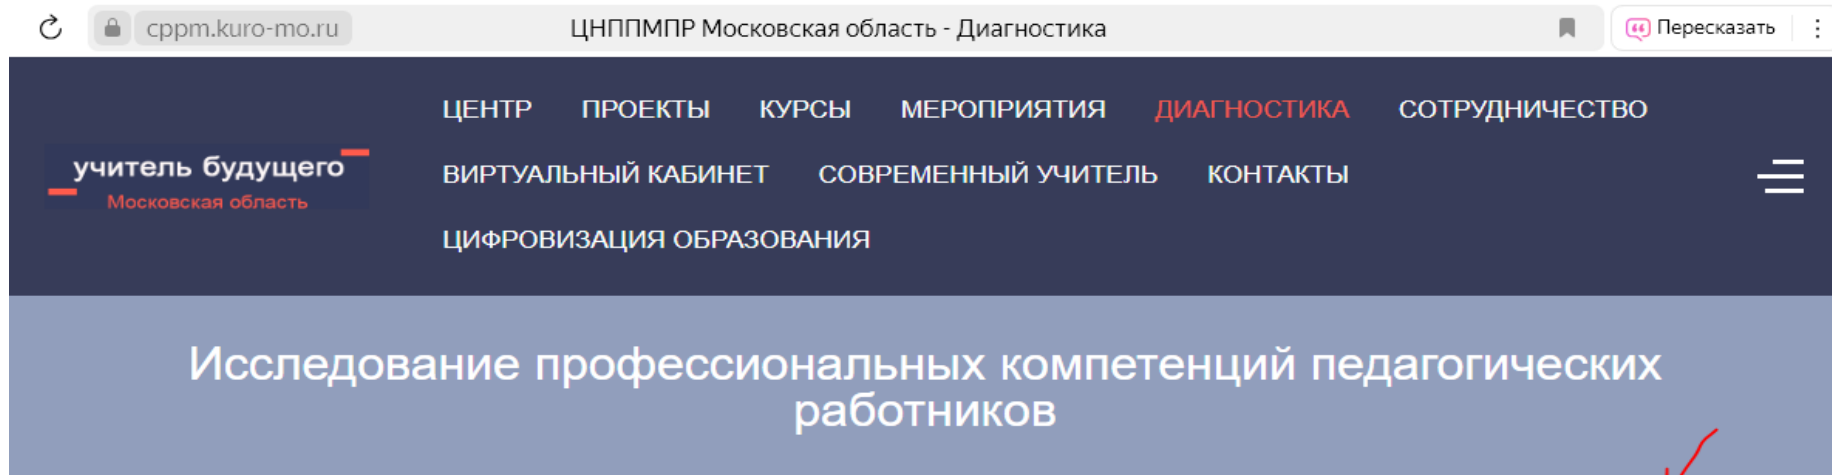 cppm.kuro-mo.ru ЦНППМПР Московская область - Диагностика Пересказать
ЦЕНТР ПРОЕКТЫ КУРСЫ МЕРОПРИЯТИЯ ДИАГНОСТИКА СОТРУДНИЧЕСТВО
учитель будущего
Московская область
ВИРТУАЛЬНЫЙ КАБИНЕТ СОВРЕМЕННЫЙ УЧИТЕЛЬ КОНТАКТЫ
ЦИФРОВИЗАЦИЯ ОБРАЗОВАНИЯ
Исследование профессиональных компетенций педагогических
работников